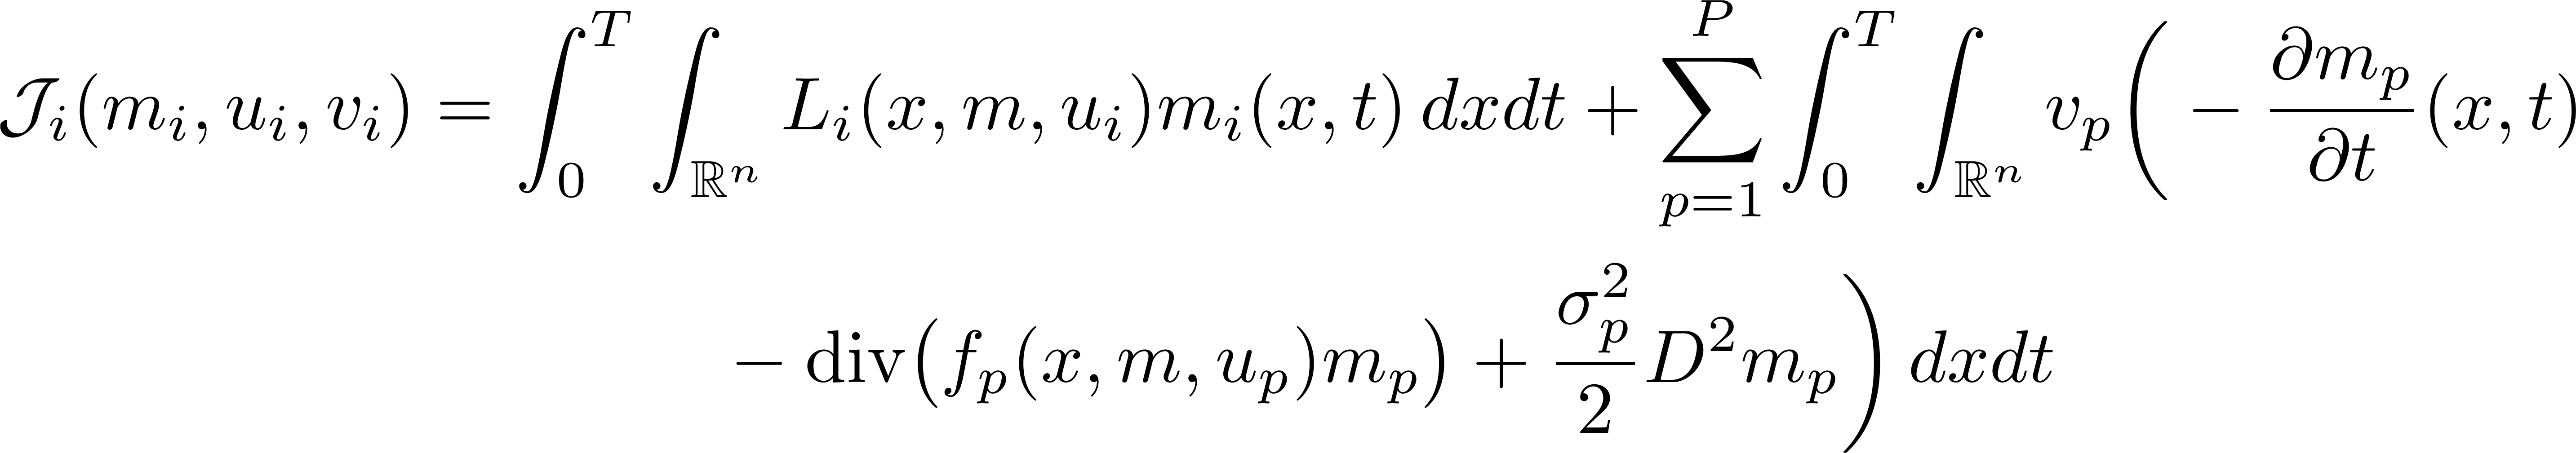 \mathcal{J}_i(m_i, u_i, v_i) = \int_0^T \int_{\mathbb{R}^n} L_i(x, m, u_i) m_i(x, t) \, dxdt + \sum_{p=1}^{P} \int_0^T \int_{\mathbb{R}^n} v_p \Big( - \frac{\partial m_p}{\partial t}(x, t)
- \operatorname{div}\big(f_p(x, m, u_p) m_p\big) + \frac{\sigma_p^2}{2} D^2 m_p \Big) \, dxdt